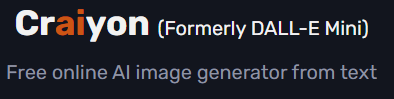 Craiyon (Formerly DALL-E Mini)
Free online AI image generator from text